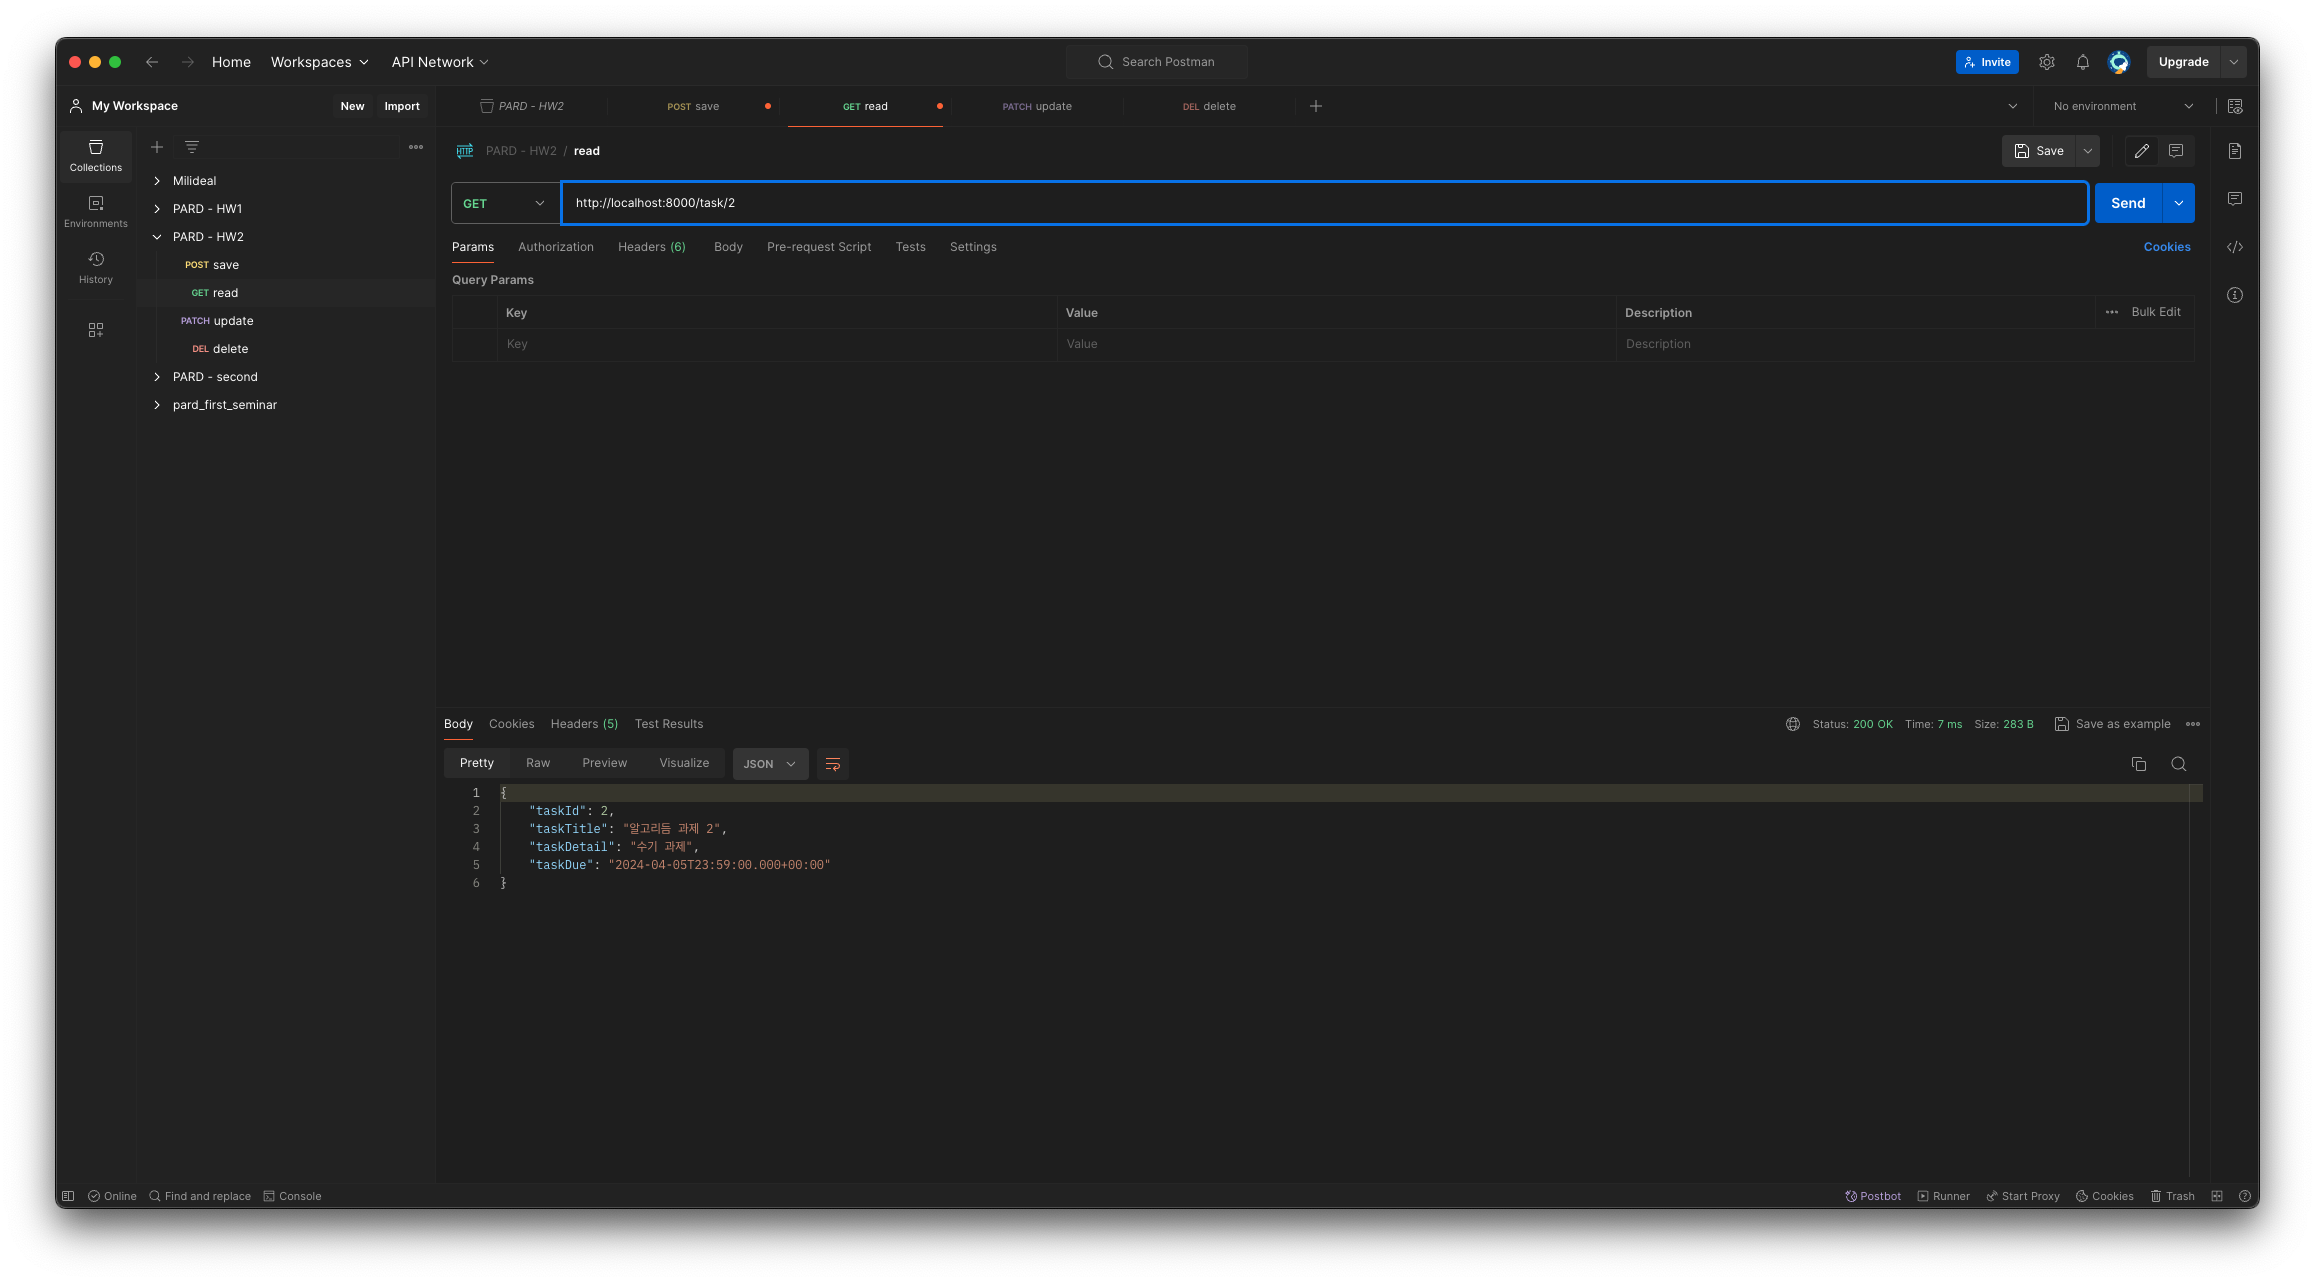 Home Workspaces API Network Search Postman Invite Upgrade
My Workspace New Import PARD - HW2 POST save GET read PATCH update DEL delete No environment
Collections
Environments
History
Milideal
PARD - HW1
PARD - HW2
POST save
GET read
PATCH update
DEL delete
PARD - second
pard_first_seminar
HTTP PARD - HW2 / read Save
GET http://localhost:8000/task/2 Send
Params Authorization Headers (6) Body Pre-request Script Tests Settings Cookies
Query Params
Key Value Description Bulk Edit
Key Value Description
Body Cookies Headers (5) Test Results Status: 200 OK Time: 7 ms Size: 283 B Save as example
Pretty Raw Preview Visualize JSON
1 {
2 "taskId": 2,
3 "taskTitle": "알고리듬 과제 2",
4 "taskDetail": "수기 과제",
5 "taskDue": "2024-04-05T23:59:00.000+00:00"
6 }
Online Find and replace Console Postbot Runner Start Proxy Cookies Trash